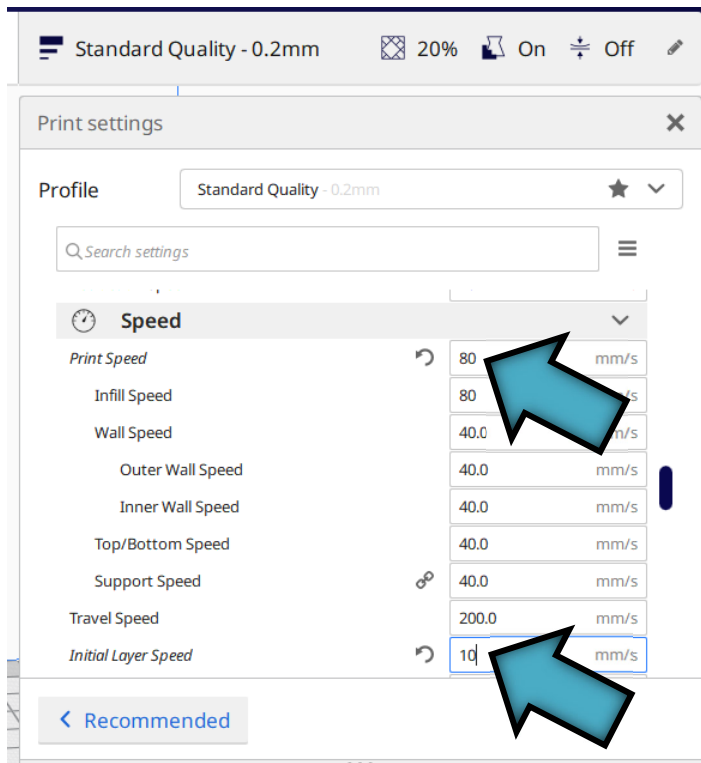 Standard Quality - 0.2mm 20% On Off
Print settings
Profile Standard Quality - 0.2mm
Search settings
Speed
Print Speed 80 mm/s
Infill Speed 80
Wall Speed 40.0
Outer Wall Speed 40.0 mm/s
Inner Wall Speed 40.0 mm/s
Top/Bottom Speed 40.0 mm/s
Support Speed 40.0 mm/s
Travel Speed 200.0 mm/s
Initial Layer Speed 10 mm/s
Recommended